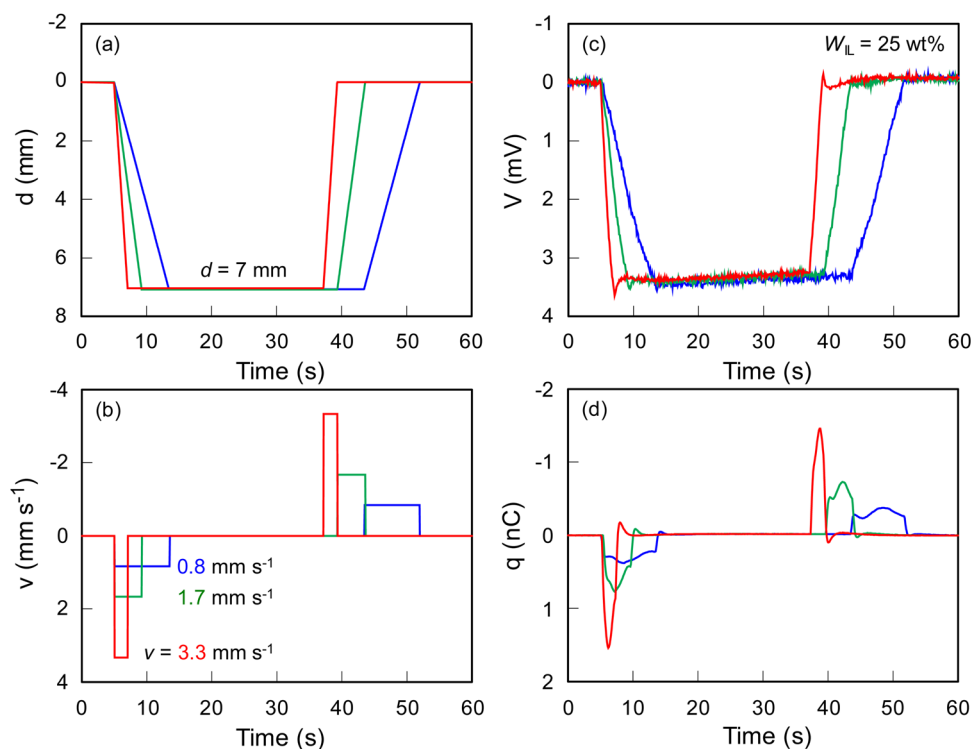 (a)
-2
0
2
4
6
8
d (mm)
d = 7 mm
0 10 20 30 40 50 60
Time (s)
(c)
W_IL = 25 wt%
-1
0
1
2
3
4
V (mV)
0 10 20 30 40 50 60
Time (s)
(b)
-4
-2
0
2
4
v (mm s⁻¹)
0.8 mm s⁻¹
1.7 mm s⁻¹
v = 3.3 mm s⁻¹
0 10 20 30 40 50 60
Time (s)
(d)
-2
-1
0
1
2
q (nC)
0 10 20 30 40 50 60
Time (s)